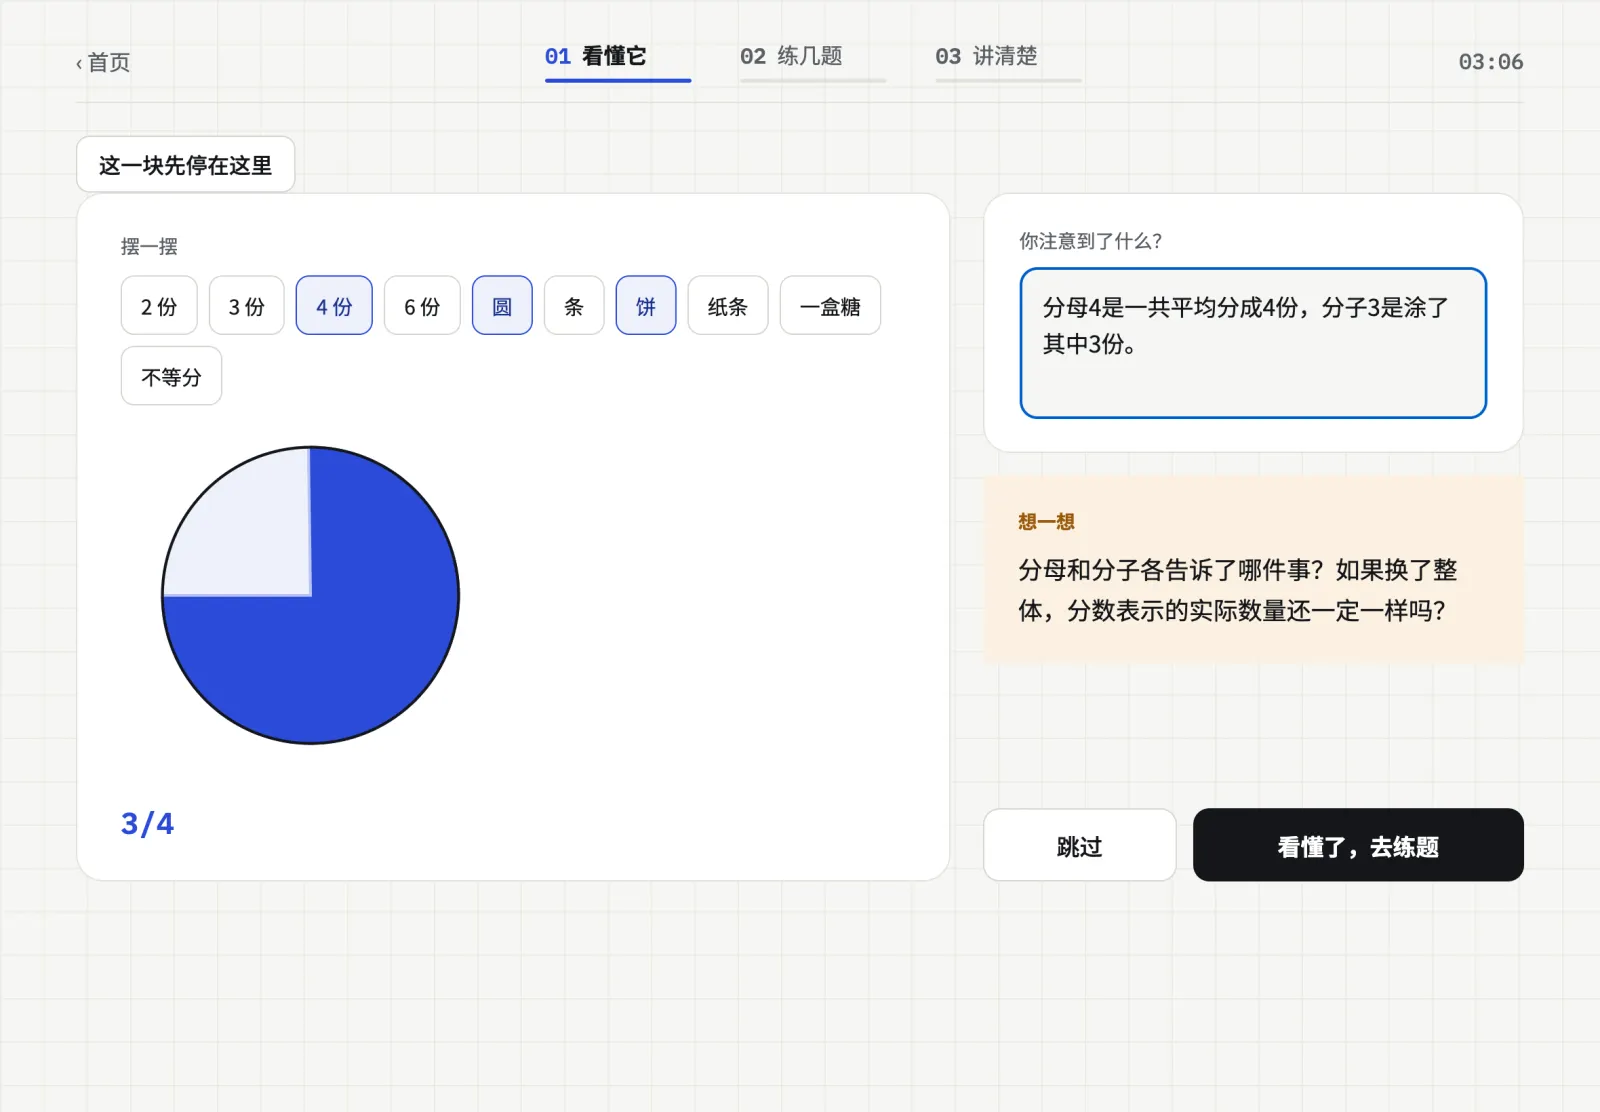 ‹ 首页
01 看懂它
02 练几题
03 讲清楚
03:06
这一块先停在这里
摆一摆
2 份
3 份
4 份
6 份
圆
条
饼
纸条
一盒糖
不等分
3/4
你注意到了什么?
分母4是一共平均分成4份，分子3是涂了
其中3份。
想一想
分母和分子各告诉了哪件事？如果换了整
体，分数表示的实际数量还一定一样吗？
跳过
看懂了，去练题